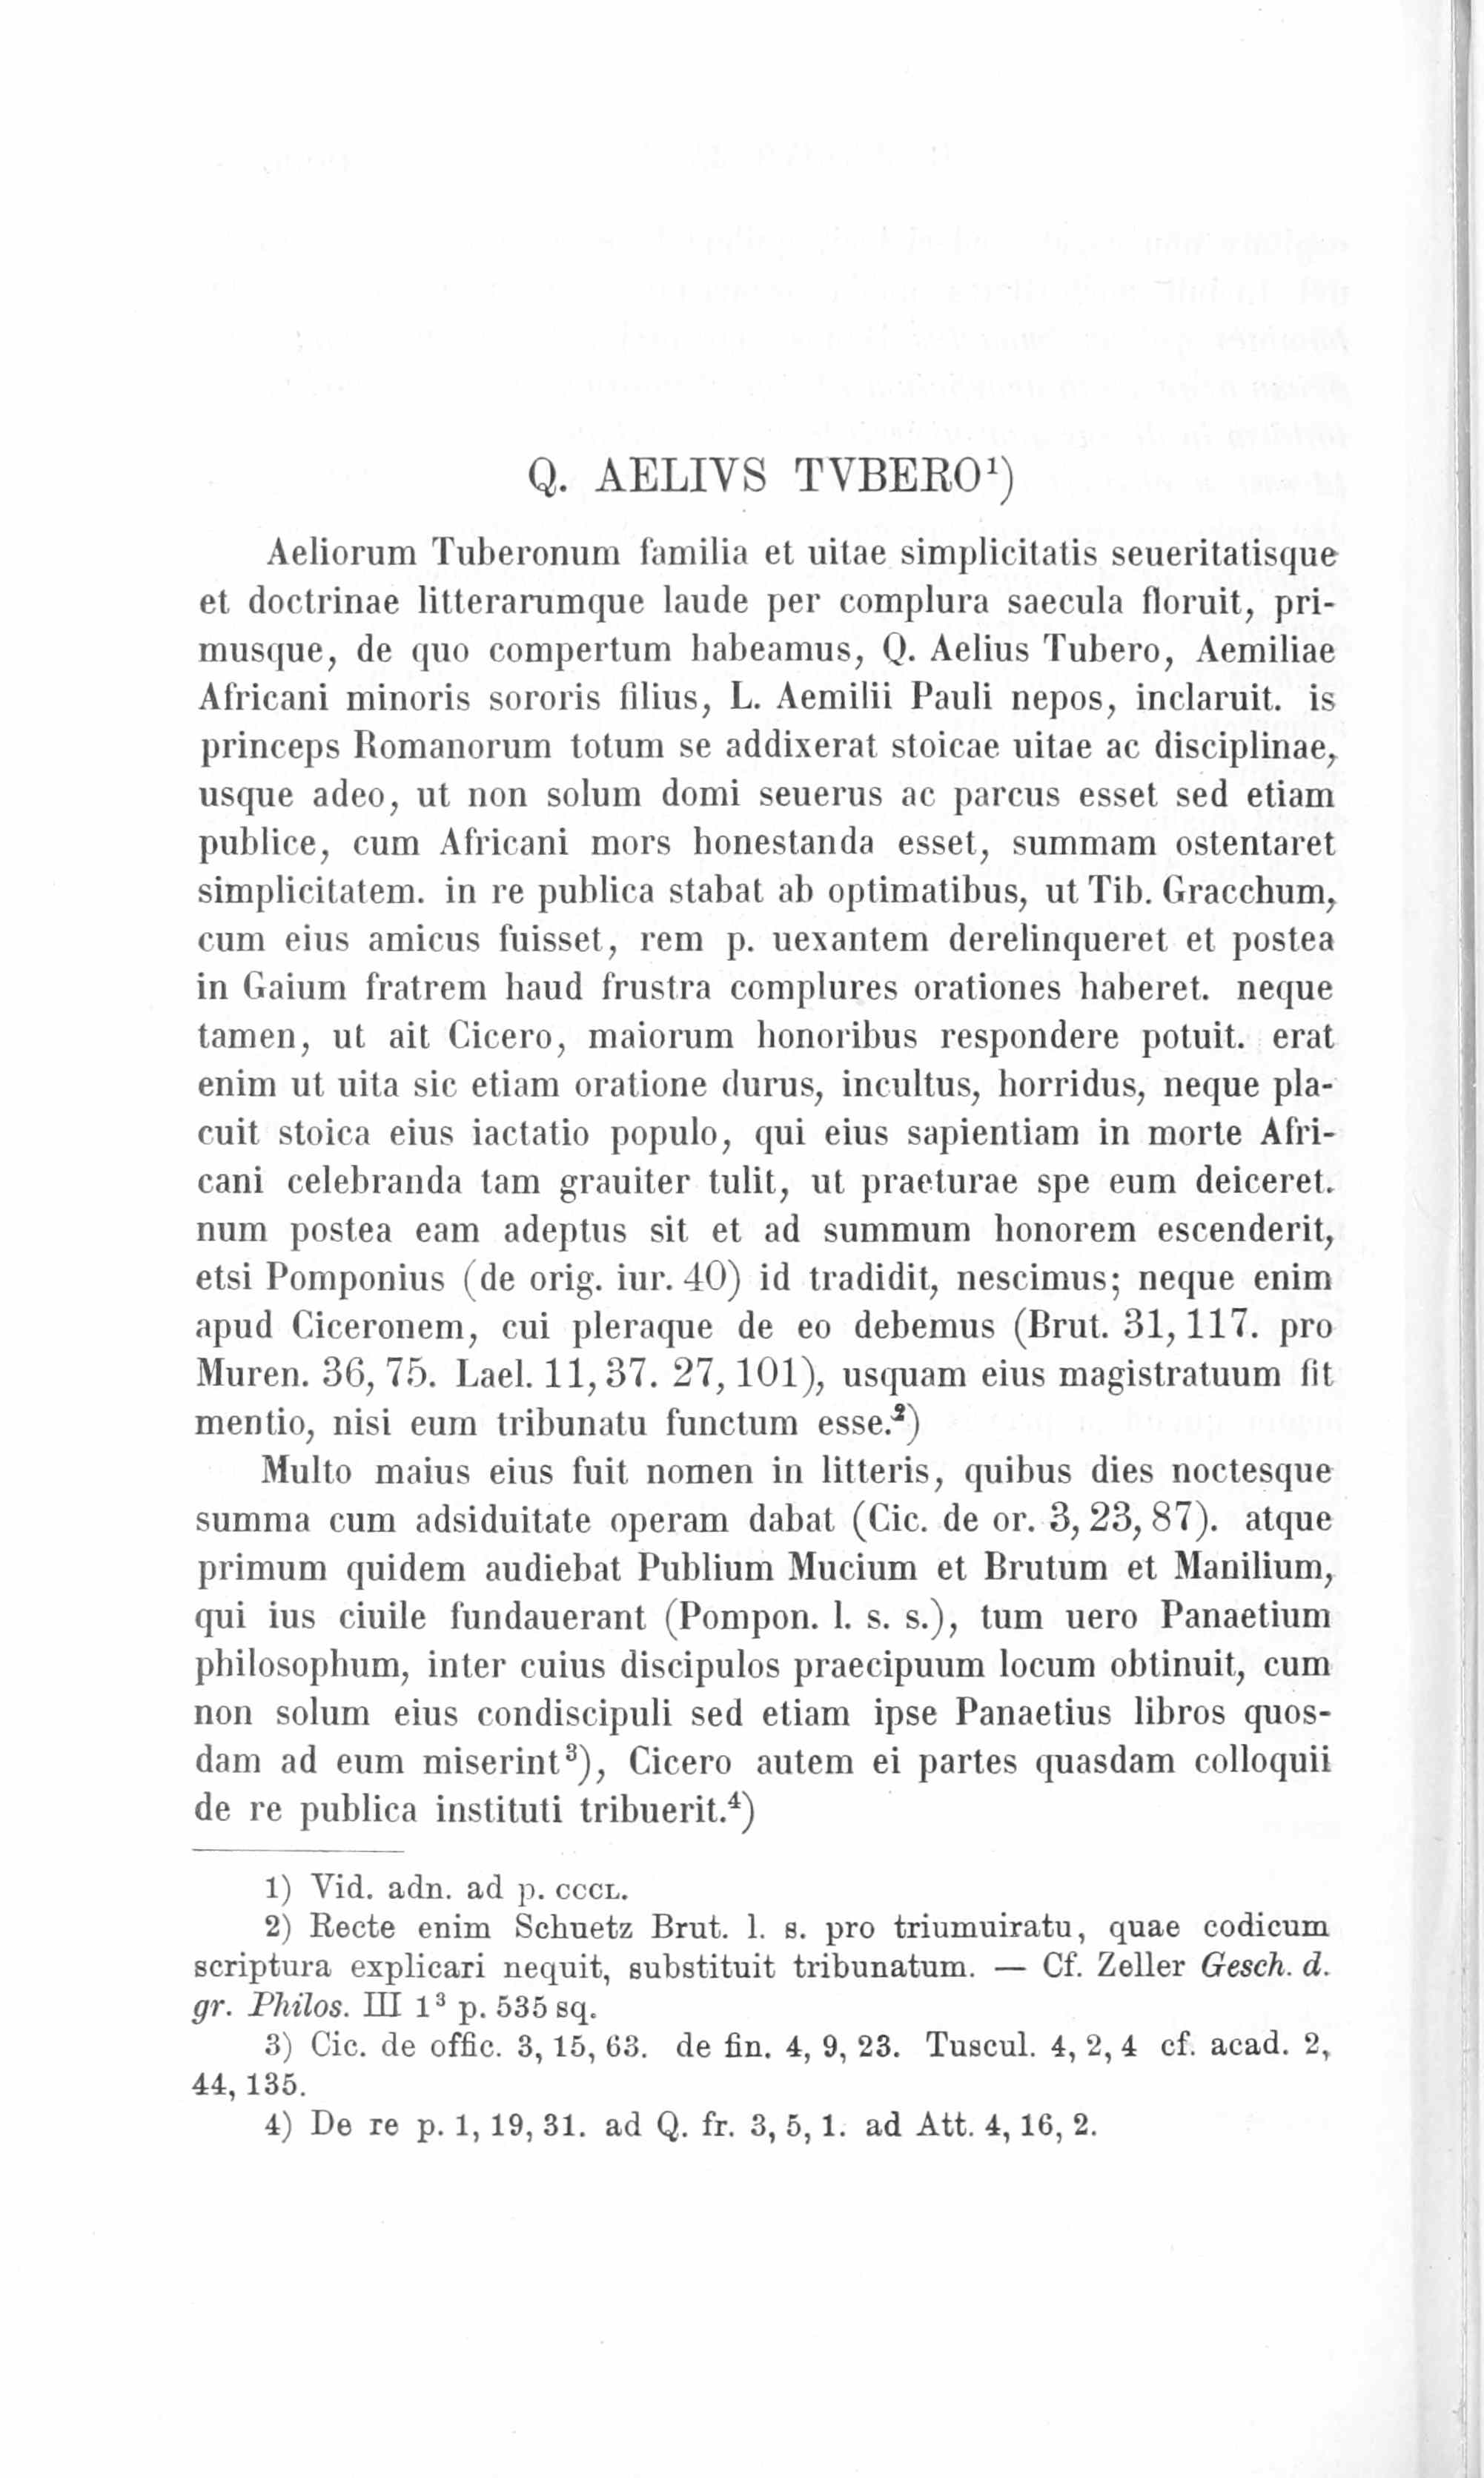 Q. AELIVS TVBERO¹)
Aeliorum Tuberonum familia et uitae simplicitatis seueritatisque
et doctrinae litterarumque laude per complura saecula floruit, pri-
musque, de quo compertum habeamus, Q. Aelius Tubero, Aemiliae
Africani minoris sororis filius, L. Aemilii Pauli nepos, inclaruit. is
princeps Romanorum totum se addixerat stoicae uitae ac disciplinae,
usque adeo, ut non solum domi seuerus ac parcus esset sed etiam
publice, cum Africani mors honestanda esset, summam ostentaret
simplicitatem. in re publica stabat ab optimatibus, ut Tib. Gracchum,
cum eius amicus fuisset, rem p. uexantem derelinqueret et postea
in Gaium fratrem haud frustra complures orationes haberet. neque
tamen, ut ait Cicero, maiorum honoribus respondere potuit. erat
enim ut uita sic etiam oratione durus, incultus, horridus, neque pla-
cuit stoica eius iactatio populo, qui eius sapientiam in morte Afri-
cani celebranda tam grauiter tulit, ut praeturae spe eum deiceret.
num postea eam adeptus sit et ad summum honorem escenderit,
etsi Pomponius (de orig. iur. 40) id tradidit, nescimus; neque enim
apud Ciceronem, cui pleraque de eo debemus (Brut. 31, 117. pro
Muren. 36, 75. Lael. 11, 37. 27, 101), usquam eius magistratuum fit
mentio, nisi eum tribunatu functum esse.²)
Multo maius eius fuit nomen in litteris, quibus dies noctesque
summa cum adsiduitate operam dabat (Cic. de or. 3, 23, 87). atque
primum quidem audiebat Publium Mucium et Brutum et Manilium,
qui ius ciuile fundauerant (Pompon. l. s. s.), tum uero Panaetium
philosophum, inter cuius discipulos praecipuum locum obtinuit, cum
non solum eius condiscipuli sed etiam ipse Panaetius libros quos-
dam ad eum miserint³), Cicero autem ei partes quasdam colloquii
de re publica instituti tribuerit.⁴)
1) Vid. adn. ad p. CCCL.
2) Recte enim Schuetz Brut. l. s. pro triumuiratu, quae codicum
scriptura explicari nequit, substituit tribunatum. — Cf. Zeller Gesch. d.
gr. Philos. III 1³ p. 535 sq.
3) Cic. de offic. 3, 15, 63. de fin. 4, 9, 23. Tuscul. 4, 2, 4 cf. acad. 2,
44, 135.
4) De re p. 1, 19, 31. ad Q. fr. 3, 5, 1. ad Att. 4, 16, 2.